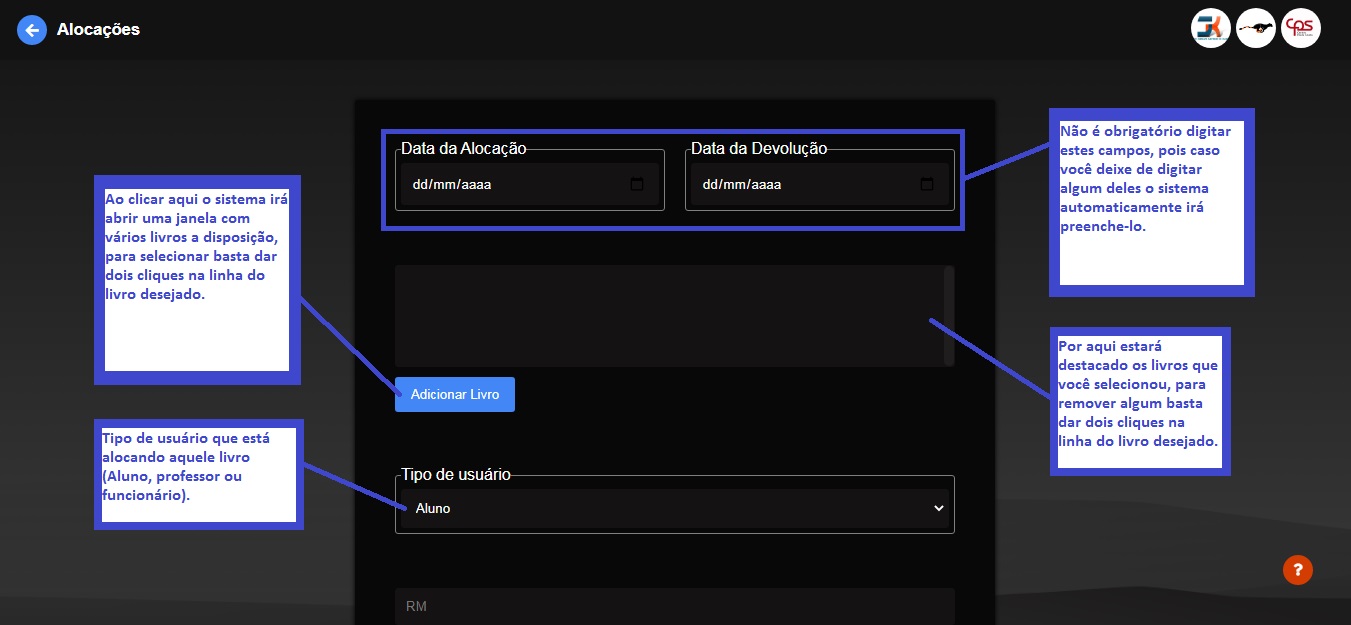 Alocações
CPS
Data da Alocação
Data da Devolução
dd/mm/aaaa
dd/mm/aaaa
Não é obrigatório digitar
estes campos, pois caso
você deixe de digitar
algum deles o sistema
automaticamente irá
preenche-lo.
Ao clicar aqui o sistema irá
abrir uma janela com
vários livros a disposição,
para selecionar basta dar
dois cliques na linha do
livro desejado.
Adicionar Livro
Por aqui estará
destacado os livros que
você selecionou, para
remover algum basta
dar dois cliques na
linha do livro desejado.
Tipo de usuário que está
alocando aquele livro
(Aluno, professor ou
funcionário).
Tipo de usuário
Aluno
?
RM